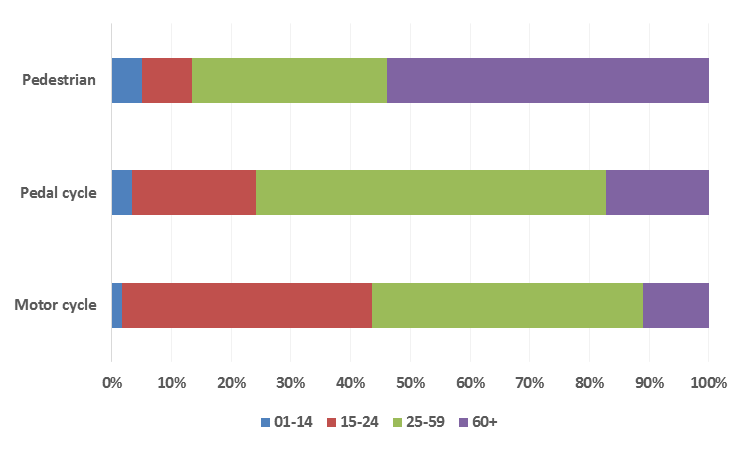 Pedestrian
Pedal cycle
Motor cycle
0% 10% 20% 30% 40% 50% 60% 70% 80% 90% 100%
01-14 15-24 25-59 60+